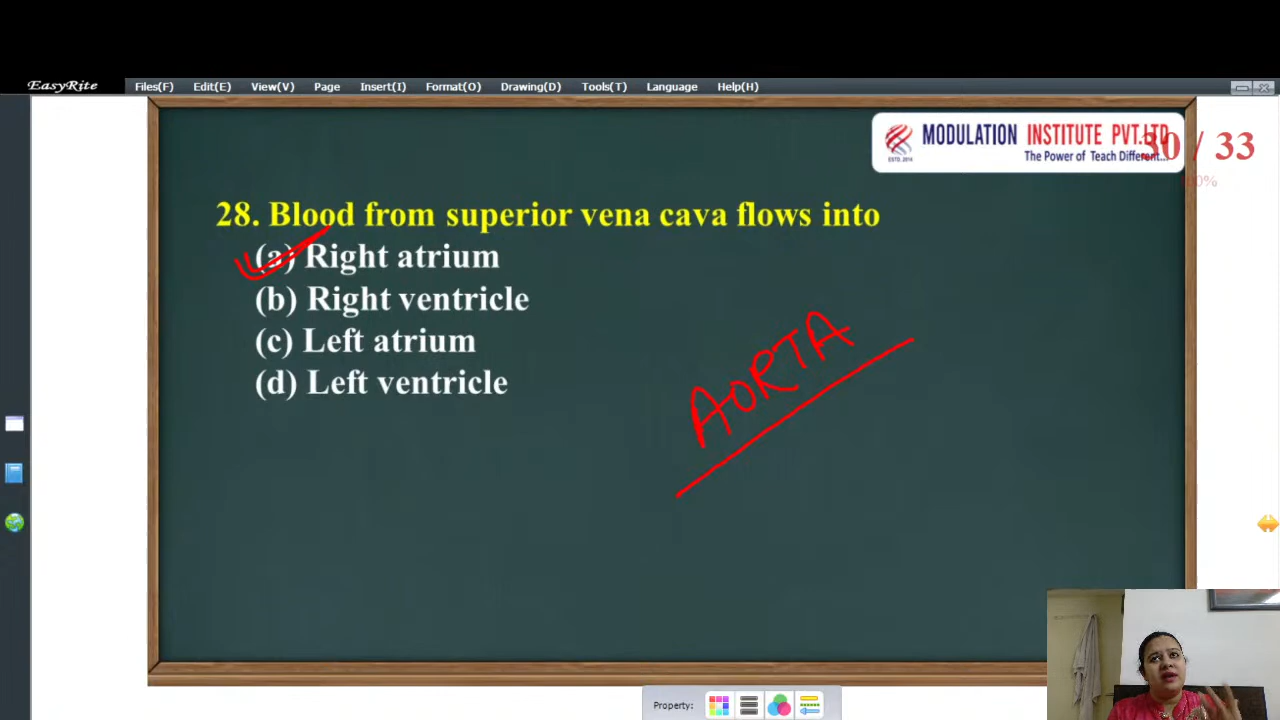 EasyRite Files(F) Edit(E) View(V) Page Insert(I) Format(O) Drawing(D) Tools(T) Language Help(H)
MODULATION INSTITUTE PVT.LTD
The Power of Teach Different...
ESTD. 2014
30 / 33
28. Blood from superior vena cava flows into
(a) Right atrium
(b) Right ventricle
(c) Left atrium
(d) Left ventricle
AORTA
Property: